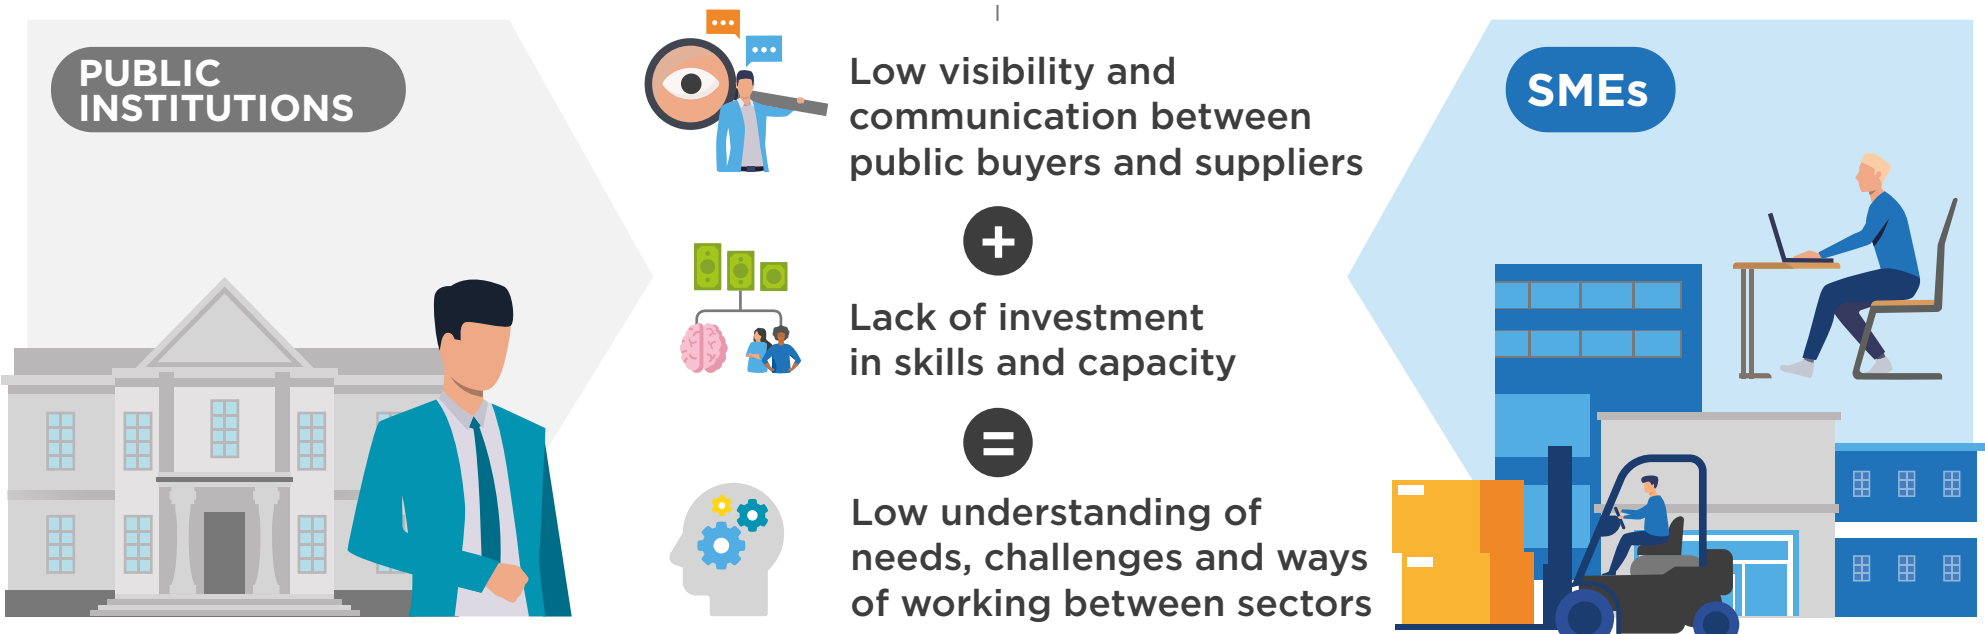 PUBLIC
INSTITUTIONS
Low visibility and
communication between
public buyers and suppliers
+
Lack of investment
in skills and capacity
=
Low understanding of
needs, challenges and ways
of working between sectors
SMEs